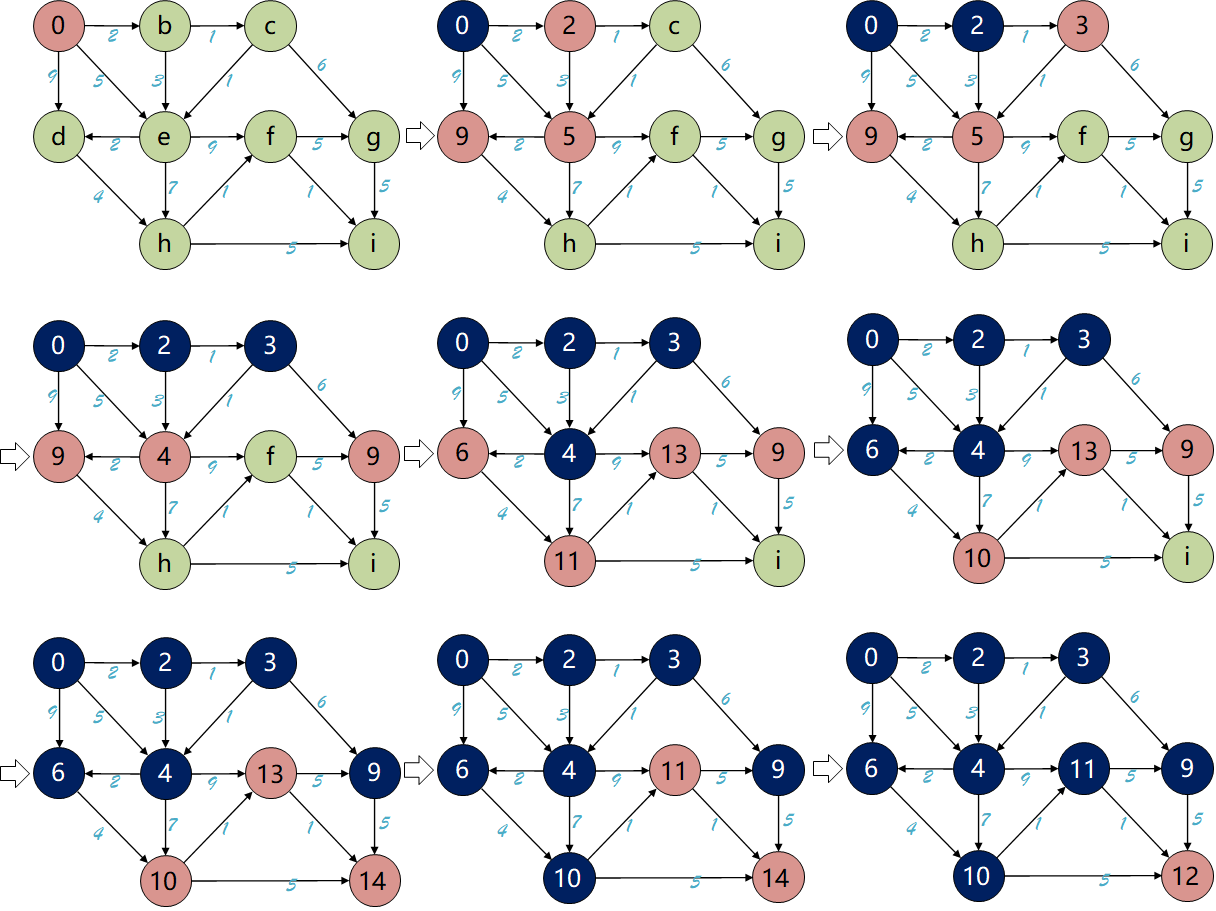 0 2 b 1 c
9 5 3 1 6
d 2 e 9 f 5 g
4 7 1 1 5
h 5 i
0 2 2 1 c
9 5 3 1 6
9 2 5 9 f 5 g
4 7 1 1 5
h 5 i
0 2 2 1 3
9 5 3 1 6
9 2 5 9 f 5 g
4 7 1 1 5
h 5 i
0 2 2 1 3
9 5 3 1 6
9 2 4 9 f 5 9
4 7 1 1 5
h 5 i
0 2 2 1 3
9 5 3 1 6
6 2 4 9 13 5 9
4 7 1 1 5
11 5 i
0 2 2 1 3
9 5 3 1 6
6 2 4 9 13 5 9
4 7 1 1 5
10 5 i
0 2 2 1 3
9 5 3 1 6
6 2 4 9 13 5 9
4 7 1 1 5
10 5 14
0 2 2 1 3
9 5 3 1 6
6 2 4 9 11 5 9
4 7 1 1 5
10 5 14
0 2 2 1 3
9 5 3 1 6
6 2 4 9 11 5 9
4 7 1 1 5
10 5 12